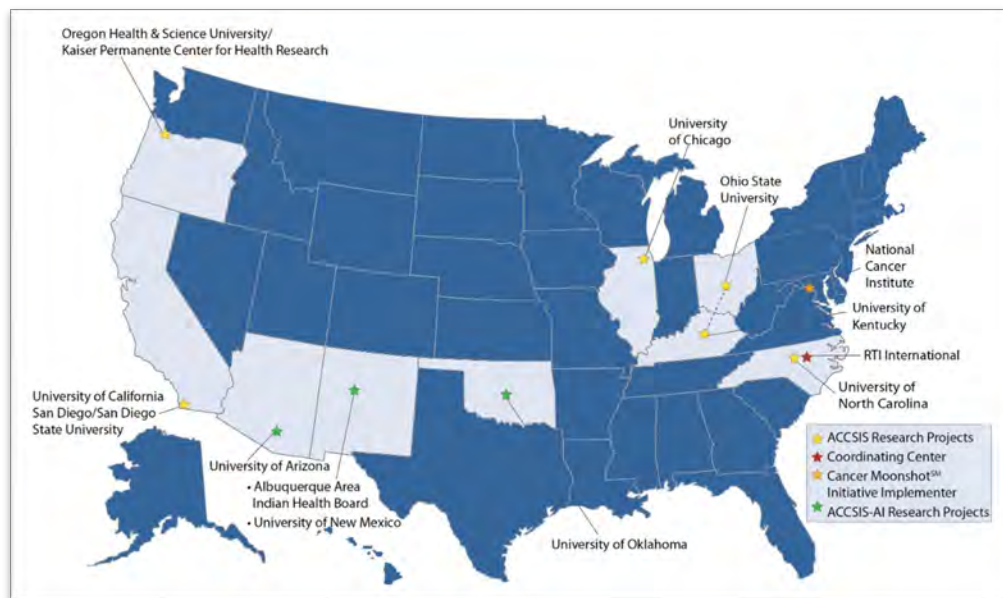 Oregon Health & Science University/
Kaiser Permanente Center for Health Research
University
of Chicago
Ohio State
University
National
Cancer
Institute
University of
Kentucky
RTI International
University of
North Carolina
University of California
San Diego/San Diego
State University
University of Arizona
• Albuquerque Area
Indian Health Board
• University of New Mexico
University of Oklahoma
ACCSIS Research Projects
Coordinating Center
Cancer Moonshot℠
Initiative Implementer
ACCSIS-AI Research Projects